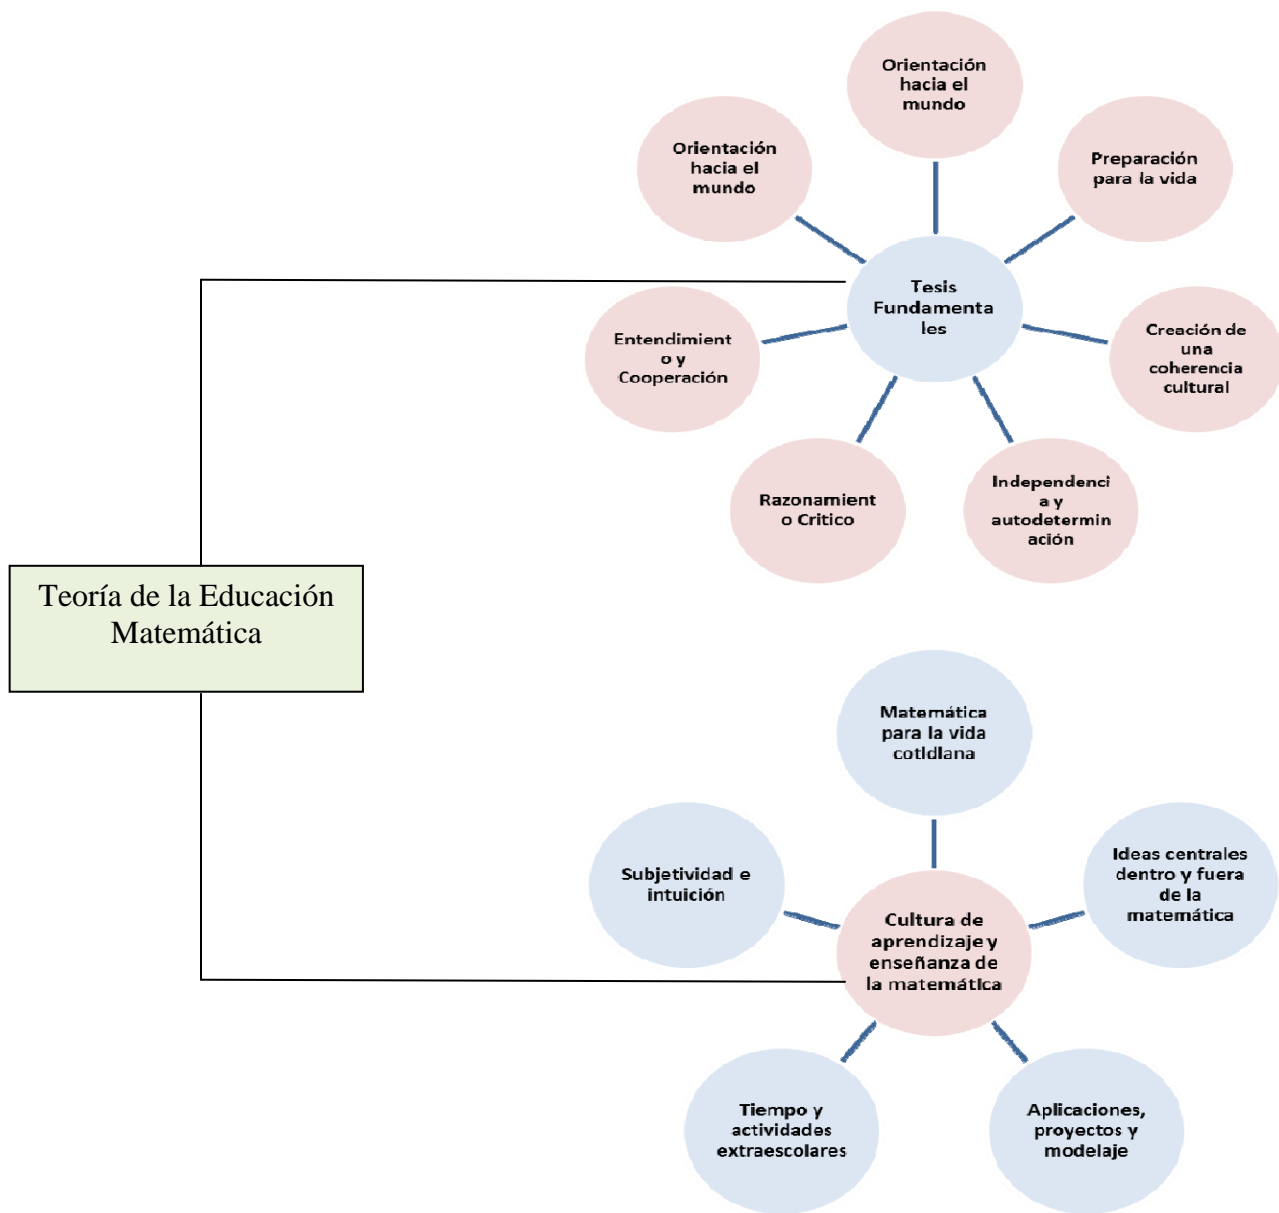 Orientación
hacia el
mundo
Orientación
hacia el
mundo
Preparación
para la vida
Tesis
Fundamenta
les
Entendimient
o y
Cooperación
Creación de
una
coherencia
cultural
Razonamient
o Critico
Independenci
a y
autodetermin
ación
Teoría de la Educación
Matemática
Matemática
para la vida
cotidiana
Subjetividad e
intuición
Ideas centrales
dentro y fuera
de la
matemática
Cultura de
aprendizaje y
enseñanza de
la matemática
Tiempo y
actividades
extraescolares
Aplicaciones,
proyectos y
modelaje